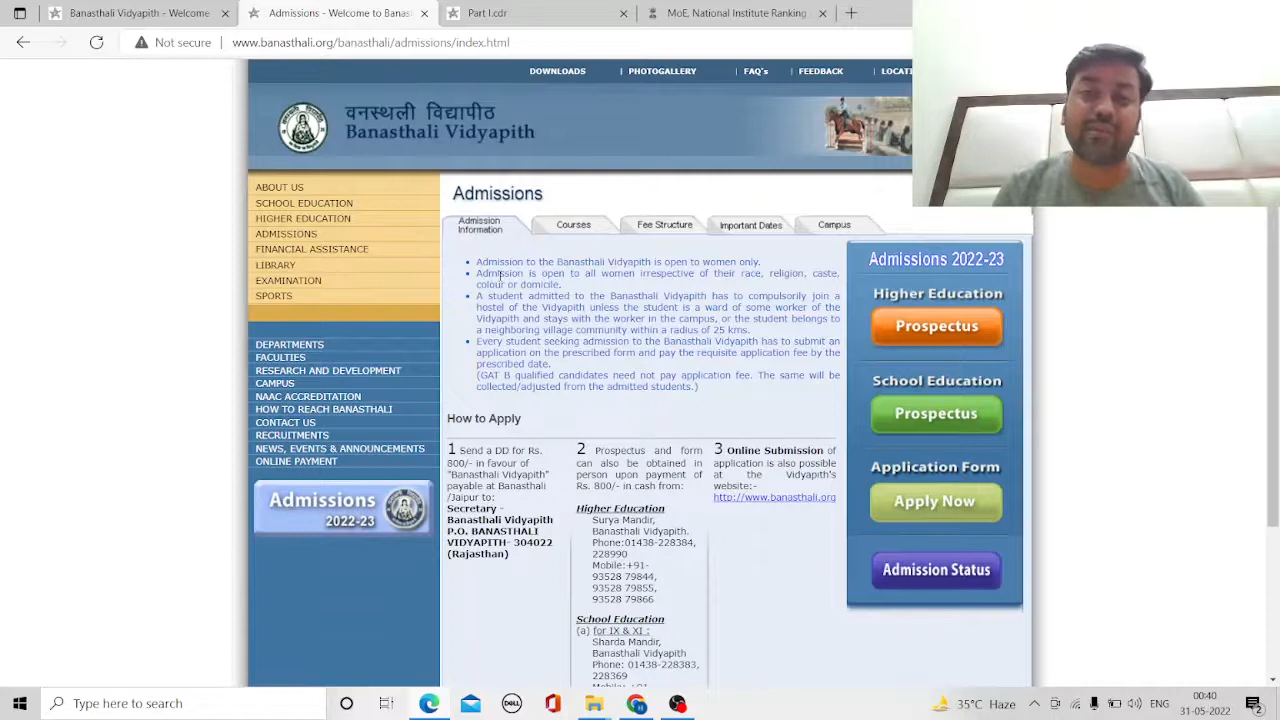 Banasthali Vidyapith - Welcome
Admissions - Welcome to Banas
Part I.cdr
MoE, National Institute Ranking
Not secure
www.banasthali.org/banasthali/admissions/index.html
DOWNLOADS | PHOTOGALLERY | FAQ's | FEEDBACK | LOCATI
वनस्थली विद्यापीठ
Banasthali Vidyapith
ABOUT US
SCHOOL EDUCATION
HIGHER EDUCATION
ADMISSIONS
FINANCIAL ASSISTANCE
LIBRARY
EXAMINATION
SPORTS
DEPARTMENTS
FACULTIES
RESEARCH AND DEVELOPMENT
CAMPUS
NAAC ACCREDITATION
HOW TO REACH BANASTHALI
CONTACT US
RECRUITMENTS
NEWS, EVENTS & ANNOUNCEMENTS
ONLINE PAYMENT
Admissions
2022-23
Admissions
Admission
Information
Courses
Fee Structure
Important Dates
Campus
Admission to the Banasthali Vidyapith is open to women only.
Admission is open to all women irrespective of their race, religion, caste,
colour or domicile.
A student admitted to the Banasthali Vidyapith has to compulsorily join a
hostel of the Vidyapith unless the student is a ward of some worker of the
Vidyapith and stays with the worker in the campus, or the student belongs to
a neighboring village community within a radius of 25 kms.
Every student seeking admission to the Banasthali Vidyapith has to submit an
application on the prescribed form and pay the requisite application fee by the
prescribed date.
(GAT B qualified candidates need not pay application fee. The same will be
collected/adjusted from the admitted students.)
How to Apply
1 Send a DD for Rs.
800/- in favour of
"Banasthali Vidyapith"
payable at Banasthali
/Jaipur to:
Secretary -
Banasthali Vidyapith
P.O. BANASTHALI
VIDYAPITH- 304022
(Rajasthan)
2 Prospectus and form
can also be obtained in
person upon payment of
Rs. 800/- in cash from:
Higher Education
Surya Mandir,
Banasthali Vidyapith.
Phone:01438-228384,
228990
Mobile:+91-
93528 79844,
93528 79855,
93528 79866
School Education
(a) for IX & XI :
Sharda Mandir,
Banasthali Vidyapith
Phone: 01438-228383,
228369
Mobile: +91
3 Online Submission of
application is also possible
at the Vidyapith's
website:-
http://www.banasthali.org
Admissions 2022-23
Higher Education
Prospectus
School Education
Prospectus
Application Form
Apply Now
Admission Status
Type here to search
DELL
35°C Haze
00:40
31-05-2022
2